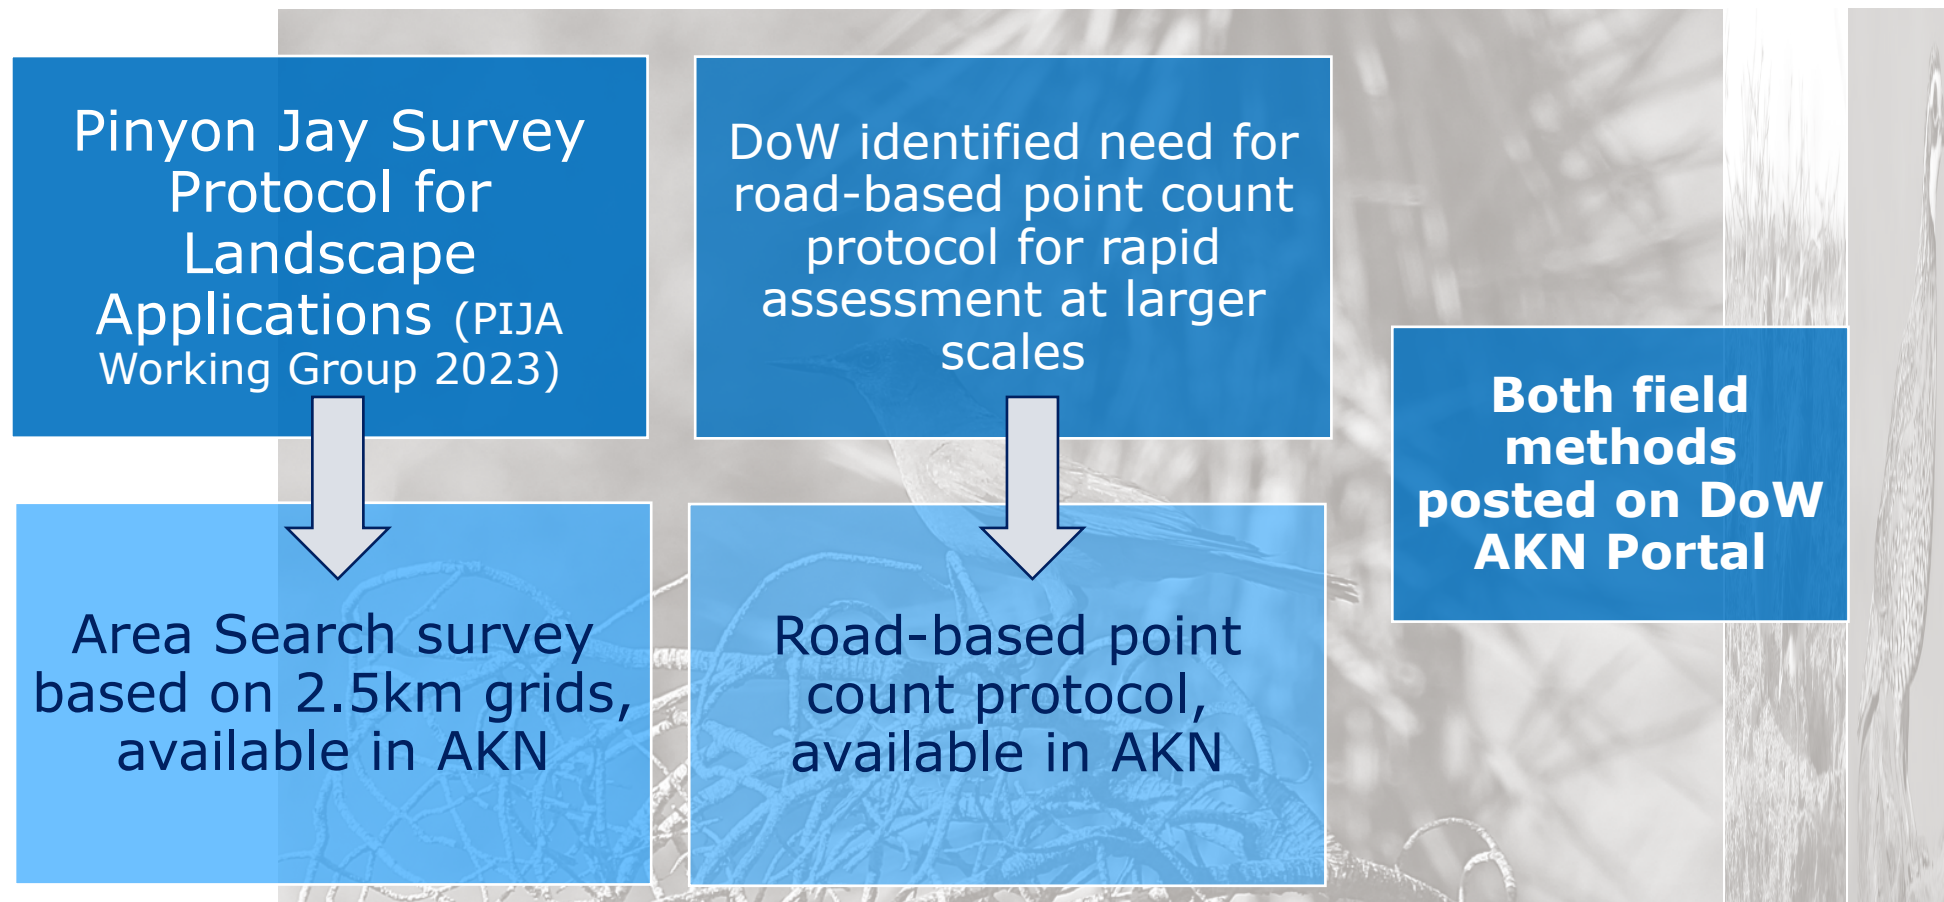 Pinyon Jay Survey
Protocol for
Landscape
Applications (PIJA
Working Group 2023)
DoW identified need for
road-based point count
protocol for rapid
assessment at larger
scales
Area Search survey
based on 2.5km grids,
available in AKN
Road-based point
count protocol,
available in AKN
Both field
methods
posted on DoW
AKN Portal